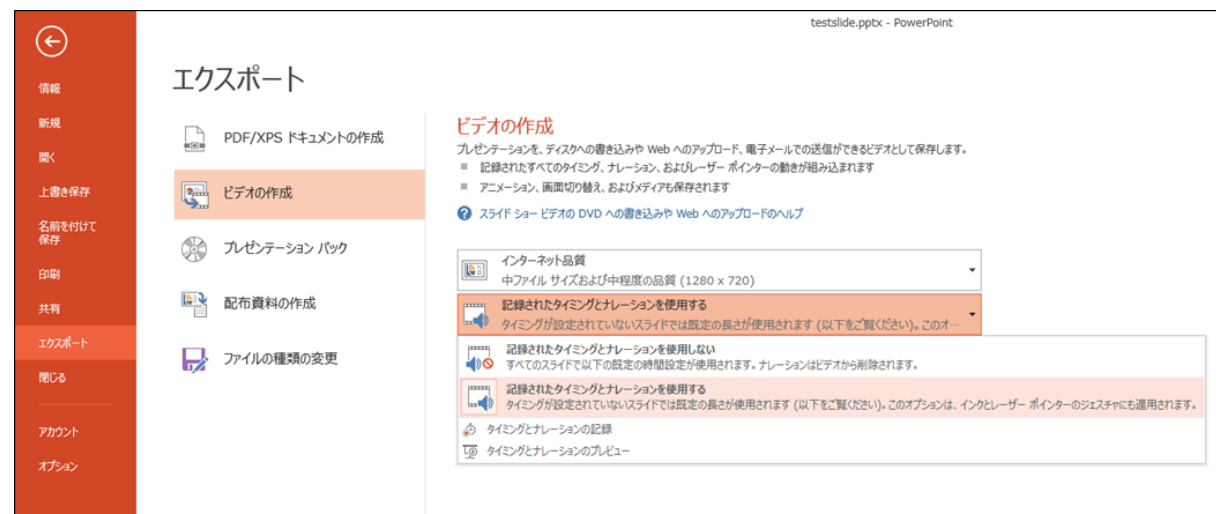 testslide.pptx - PowerPoint
情報
新規
開く
上書き保存
名前を付けて
保存
印刷
共有
エクスポート
閉じる
アカウント
オプション
エクスポート
PDF/XPS ドキュメントの作成
ビデオの作成
プレゼンテーション パック
配布資料の作成
ファイルの種類の変更
ビデオの作成
プレゼンテーションを、ディスクへの書き込みや Web へのアップロード、電子メールでの送信ができるビデオとして保存します。
記録されたすべてのタイミング、ナレーション、およびレーザー ポインターの動きが組み込まれます
アニメーション、画面切り替え、およびメディアも保存されます
スライド ショー ビデオの DVD への書き込みや Web へのアップロードのヘルプ
インターネット品質
中ファイル サイズおよび中程度の品質 (1280 x 720)
記録されたタイミングとナレーションを使用する
タイミングが設定されていないスライドでは既定の長さが使用されます (以下をご覧ください)。このオ…
記録されたタイミングとナレーションを使用しない
すべてのスライドで以下の既定の時間設定が使用されます。ナレーションはビデオから削除されます。
記録されたタイミングとナレーションを使用する
タイミングが設定されていないスライドでは既定の長さが使用されます (以下をご覧ください)。このオプションは、インクとレーザー ポインターのジェスチャにも適用されます。
タイミングとナレーションの記録
タイミングとナレーションのプレビュー